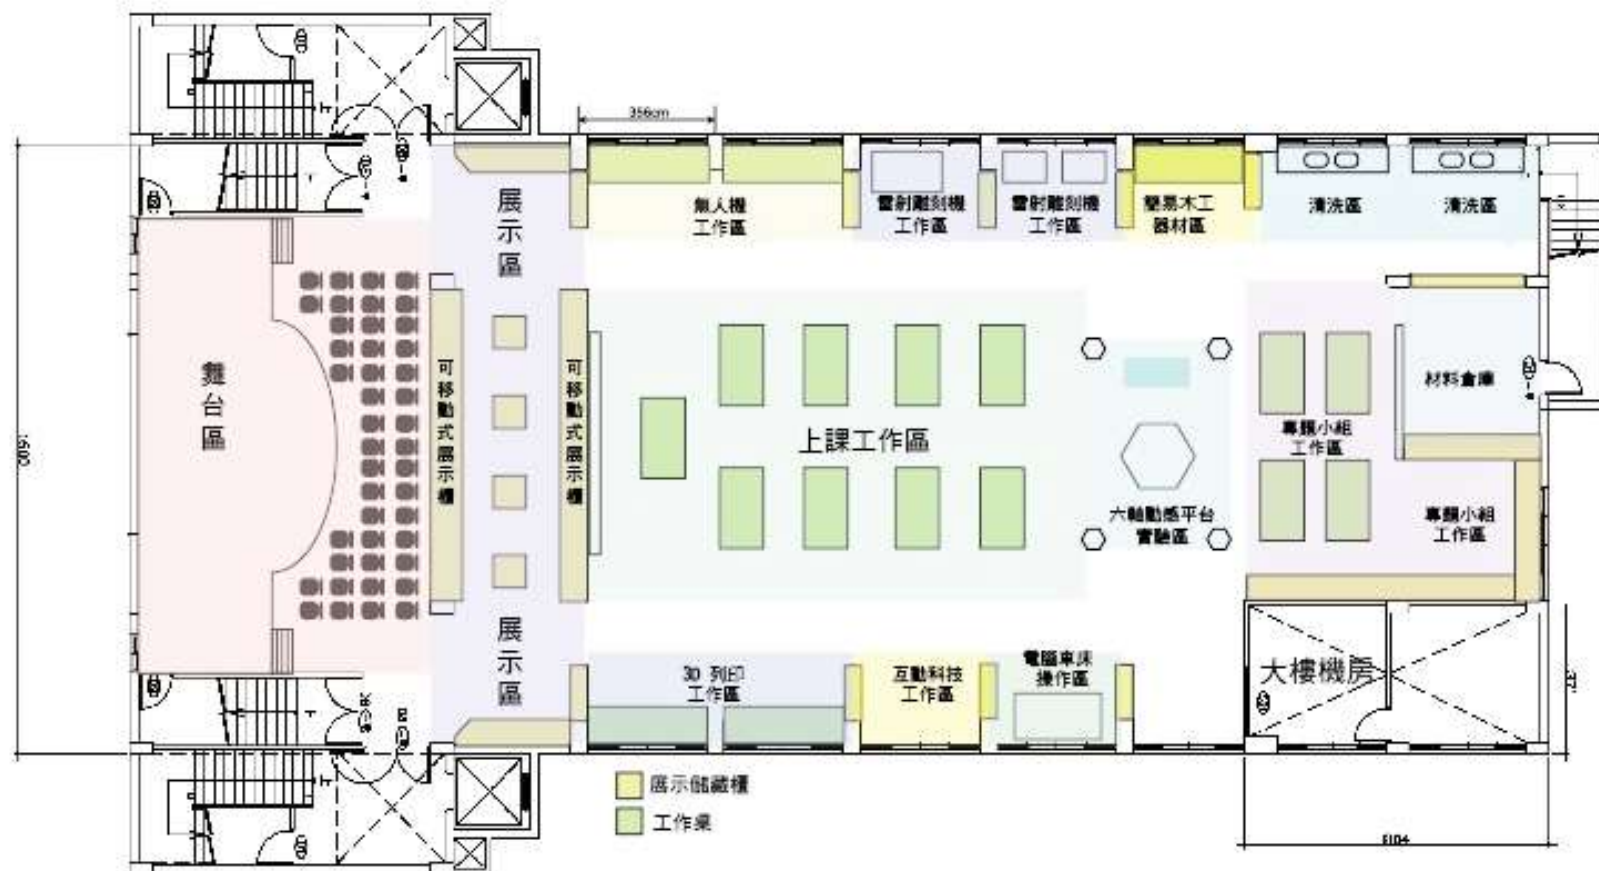 356cm
展示區
無人機
工作區
雷射雕刻機
工作區
雷射雕刻機
工作區
簡易木工
器材區
清洗區
清洗區
舞台區
可移動式展示櫃
可移動式展示櫃
上課工作區
六軸動感平台
實驗區
專題小組
工作區
材料倉庫
專題小組
工作區
展示區
3D 列印
工作區
互動科技
工作區
電腦車床
操作區
大樓機房
展示儲藏櫃
工作桌